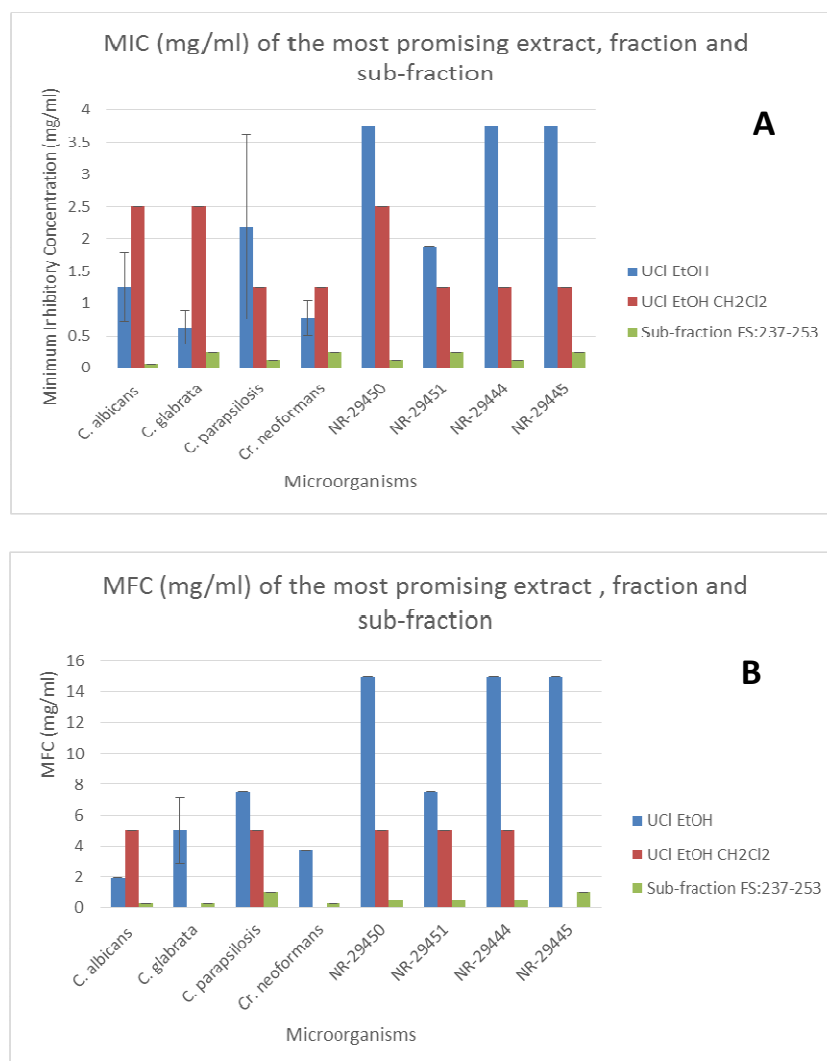 MIC (mg/ml) of the most promising extract, fraction and
sub-fraction
A
Minimum Inhibitory Concentration (mg/ml)
4
3.5
3
2.5
2
1.5
1
0.5
0
C. albicans
C. glabrata
C. parapsilosis
Cr. neoformans
NR-29450
NR-29451
NR-29444
NR-29445
Microorganisms
UCl EtOH
UCl EtOH CH2Cl2
Sub-fraction FS:237-253
MFC (mg/ml) of the most promising extract , fraction and
sub-fraction
B
MFC (mg/ml)
16
14
12
10
8
6
4
2
0
C. albicans
C. glabrata
C. parapsilosis
Cr. neoformans
NR-29450
NR-29451
NR-29444
NR-29445
Microorganisms
UCl EtOH
UCl EtOH CH2Cl2
Sub-fraction FS:237-253